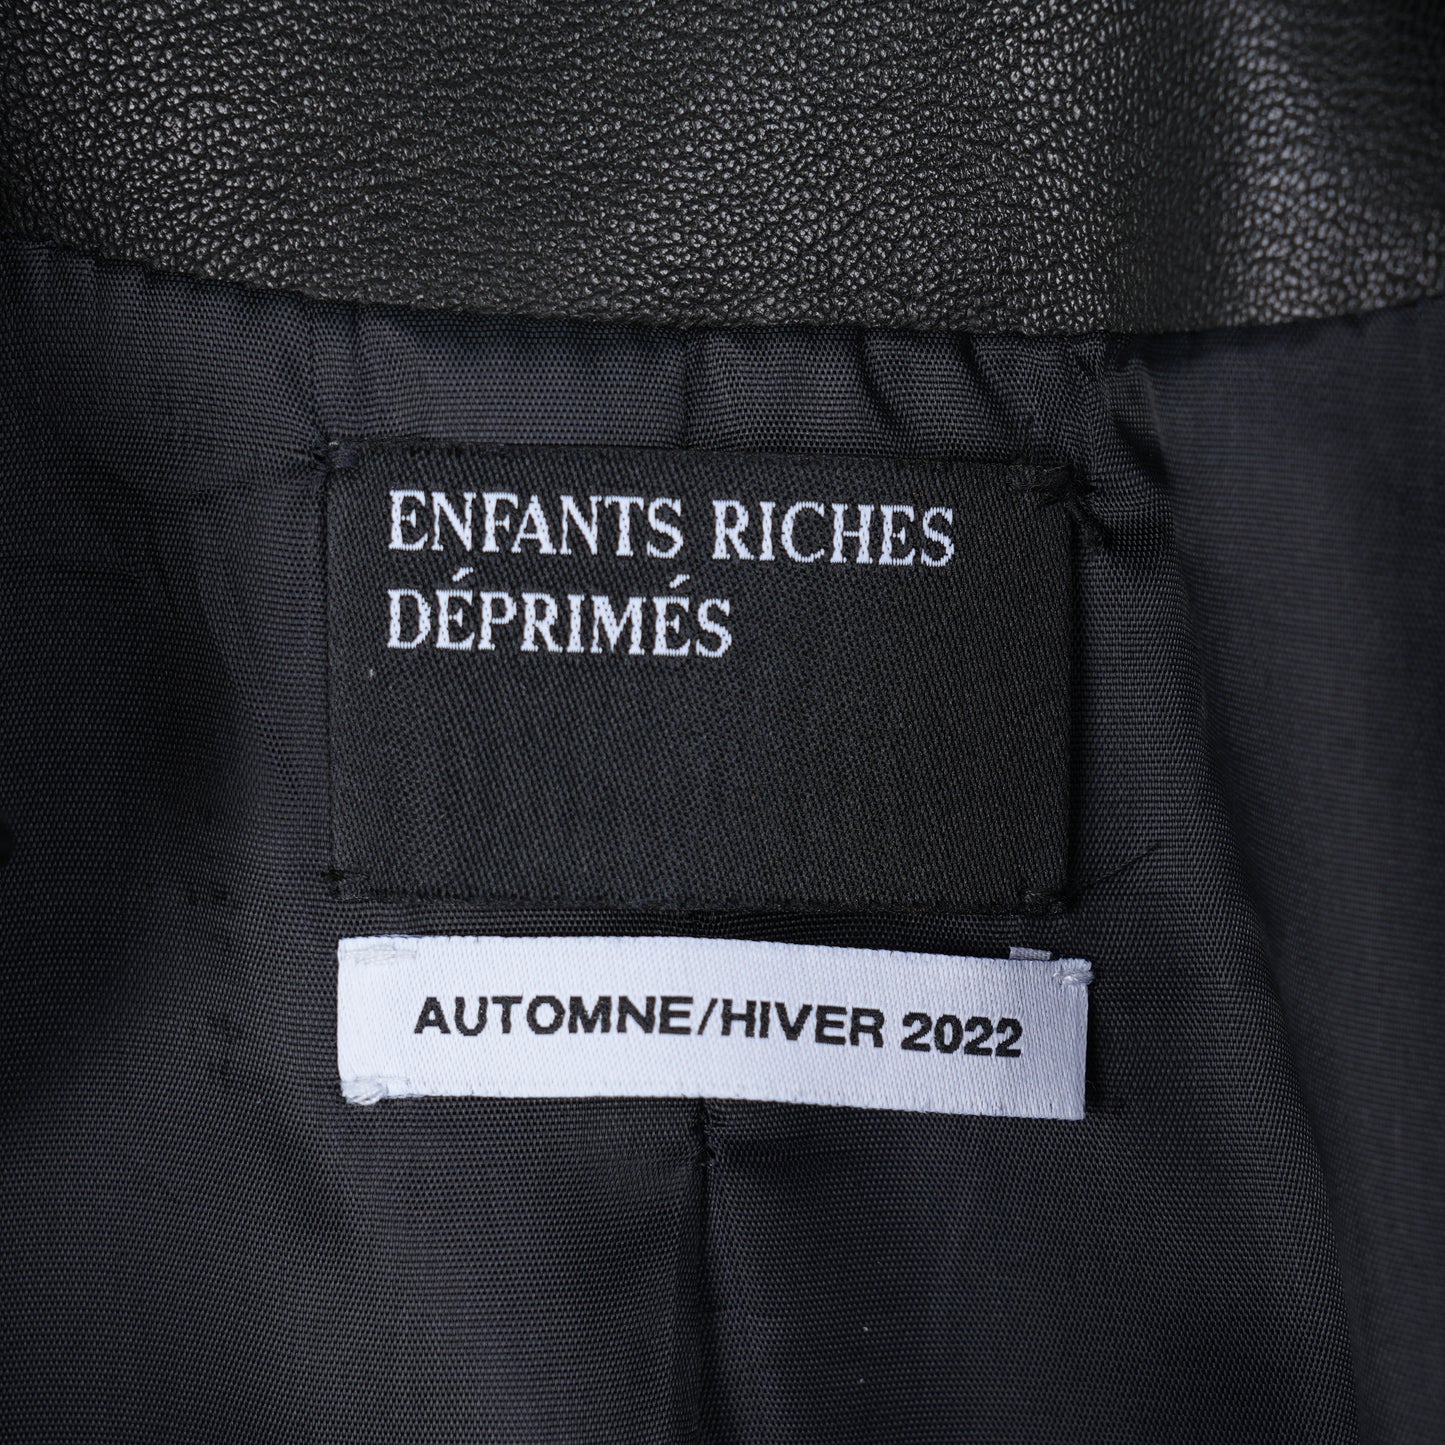 ENFANTS RICHES
DÉPRIMÉS
AUTOMNE/HIVER 2022